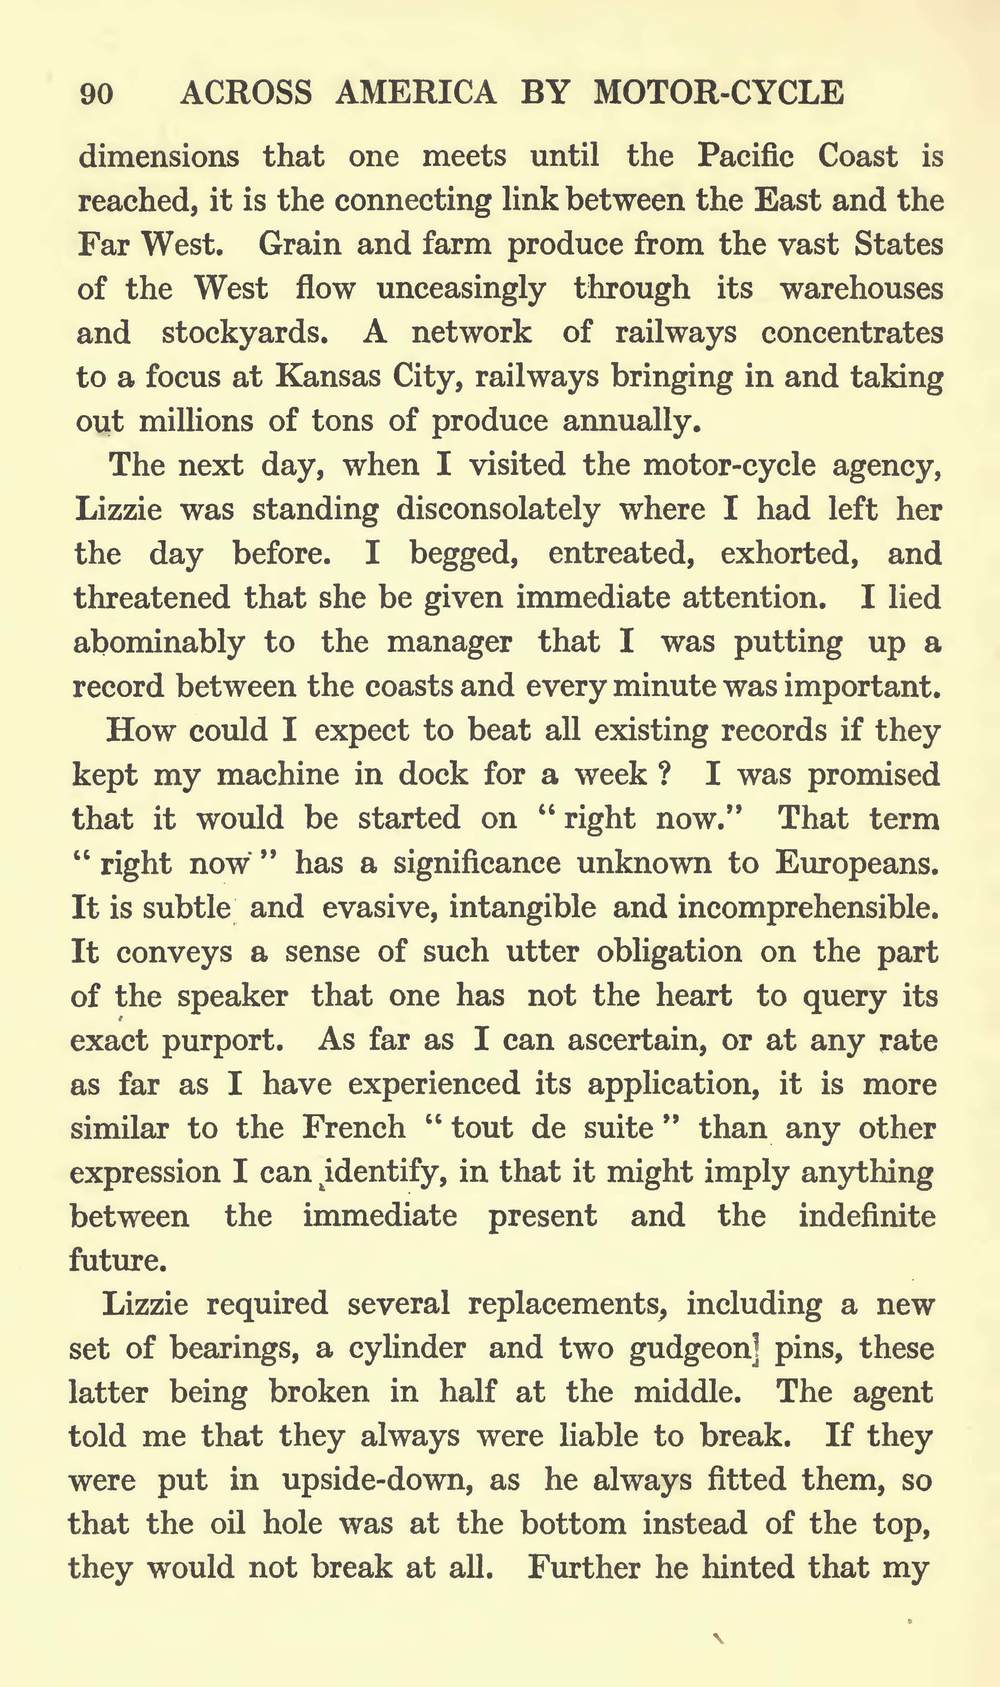 90 ACROSS AMERICA BY MOTOR-CYCLE
dimensions that one meets until the Pacific Coast is
reached, it is the connecting link between the East and the
Far West. Grain and farm produce from the vast States
of the West flow unceasingly through its warehouses
and stockyards. A network of railways concentrates
to a focus at Kansas City, railways bringing in and taking
out millions of tons of produce annually.
The next day, when I visited the motor-cycle agency,
Lizzie was standing disconsolately where I had left her
the day before. I begged, entreated, exhorted, and
threatened that she be given immediate attention. I lied
abominably to the manager that I was putting up a
record between the coasts and every minute was important.
How could I expect to beat all existing records if they
kept my machine in dock for a week ? I was promised
that it would be started on “ right now.” That term
“ right now ” has a significance unknown to Europeans.
It is subtle and evasive, intangible and incomprehensible.
It conveys a sense of such utter obligation on the part
of the speaker that one has not the heart to query its
exact purport. As far as I can ascertain, or at any rate
as far as I have experienced its application, it is more
similar to the French “ tout de suite ” than any other
expression I can identify, in that it might imply anything
between the immediate present and the indefinite
future.
Lizzie required several replacements, including a new
set of bearings, a cylinder and two gudgeon pins, these
latter being broken in half at the middle. The agent
told me that they always were liable to break. If they
were put in upside-down, as he always fitted them, so
that the oil hole was at the bottom instead of the top,
they would not break at all. Further he hinted that my